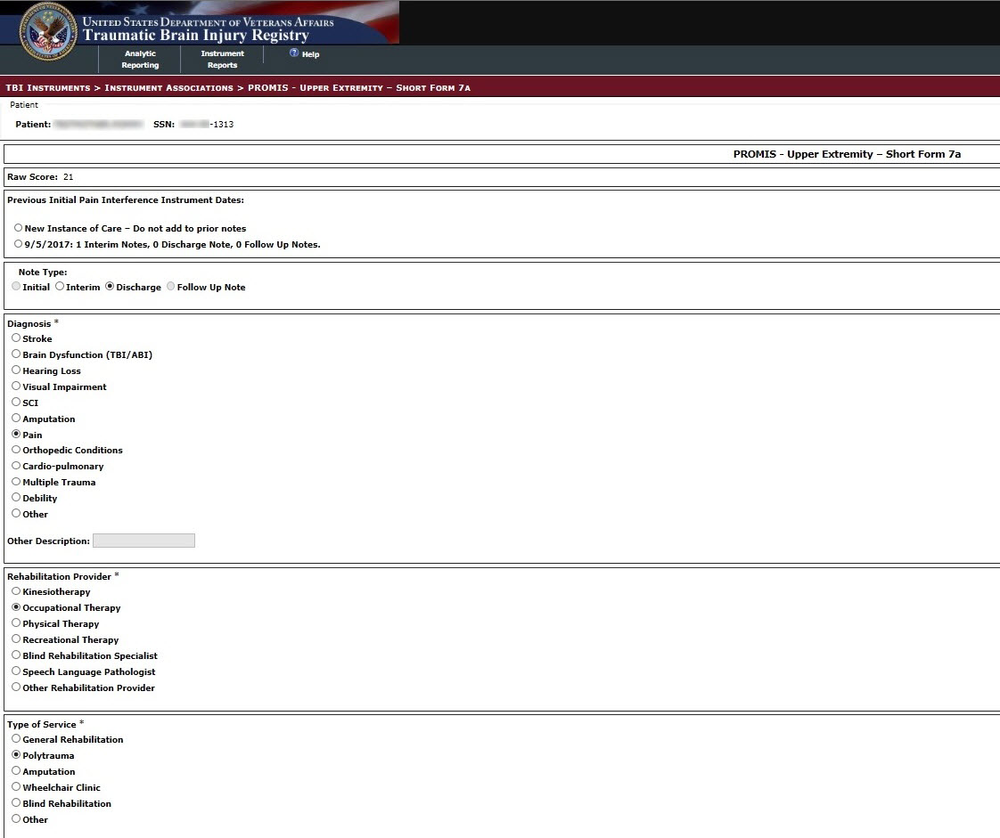 UNITED STATES DEPARTMENT OF VETERANS AFFAIRS
Traumatic Brain Injury Registry
Analytic Reporting
Instrument Reports
? Help
TBI INSTRUMENTS > INSTRUMENT ASSOCIATIONS > PROMIS - UPPER EXTREMITY – SHORT FORM 7A
Patient
Patient: SSN: -1313
PROMIS - Upper Extremity – Short Form 7a
Raw Score: 21
Previous Initial Pain Interference Instrument Dates:
New Instance of Care – Do not add to prior notes
9/5/2017: 1 Interim Notes, 0 Discharge Note, 0 Follow Up Notes.
Note Type:
Initial Interim Discharge Follow Up Note
Diagnosis *
Stroke
Brain Dysfunction (TBI/ABI)
Hearing Loss
Visual Impairment
SCI
Amputation
Pain
Orthopedic Conditions
Cardio-pulmonary
Multiple Trauma
Debility
Other
Other Description:
Rehabilitation Provider *
Kinesiotherapy
Occupational Therapy
Physical Therapy
Recreational Therapy
Blind Rehabilitation Specialist
Speech Language Pathologist
Other Rehabilitation Provider
Type of Service *
General Rehabilitation
Polytrauma
Amputation
Wheelchair Clinic
Blind Rehabilitation
Other